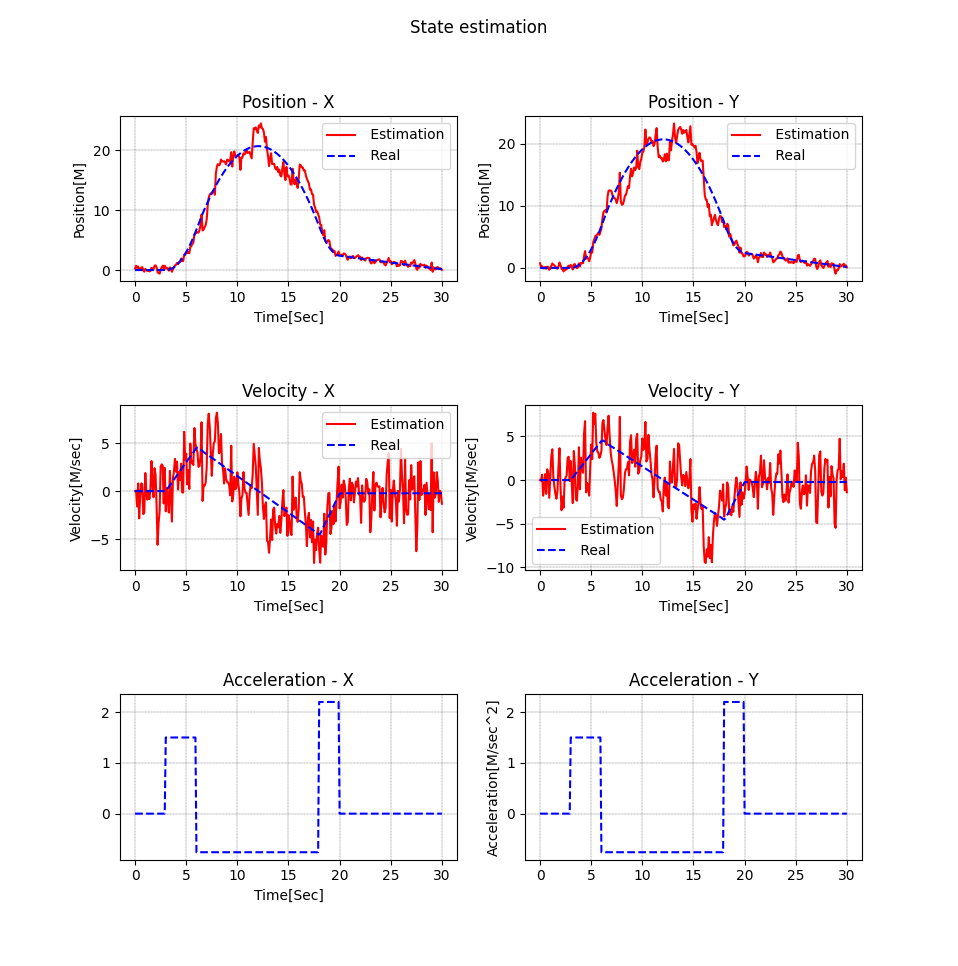 State estimation
Position - X
Position[M]
20
10
0
Estimation
Real
0 5 10 15 20 25 30
Time[Sec]
Position - Y
Position[M]
20
10
0
Estimation
Real
0 5 10 15 20 25 30
Time[Sec]
Velocity - X
Velocity[M/sec]
5
0
−5
Estimation
Real
0 5 10 15 20 25 30
Time[Sec]
Velocity - Y
Velocity[M/sec]
5
0
−5
−10
Estimation
Real
0 5 10 15 20 25 30
Time[Sec]
Acceleration - X
2
1
0
0 5 10 15 20 25 30
Time[Sec]
Acceleration - Y
Acceleration[M/sec^2]
2
1
0
0 5 10 15 20 25 30